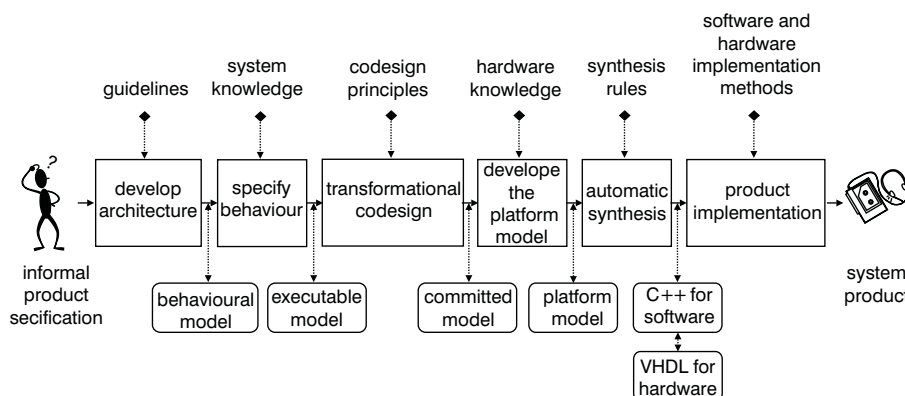 software and
hardware
implementation
methods
system
knowledge
codesign
principles
hardware
knowledge
synthesis
rules
guidelines
?
develop
architecture
specify
behaviour
transformational
codesign
develope
the
platform
model
automatic
synthesis
product
implementation
informal
product
secification
system
product
behavioural
model
executable
model
committed
model
platform
model
C++ for
software
VHDL for
hardware